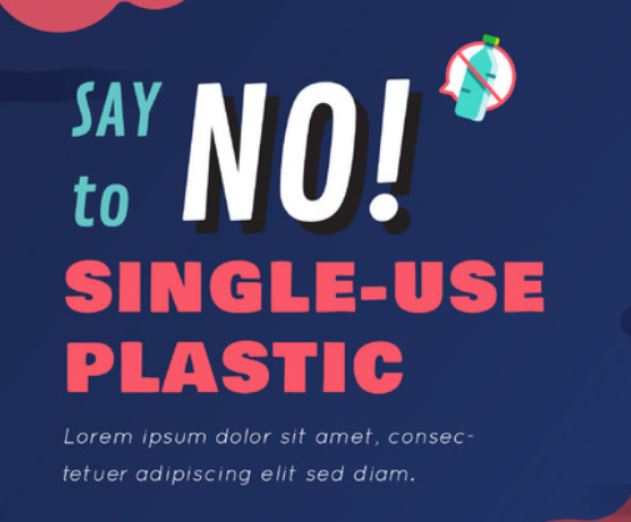 SAY NO!
to
SINGLE-USE
PLASTIC
Lorem ipsum dolor sit amet, consec-
tetuer adipiscing elit sed diam.